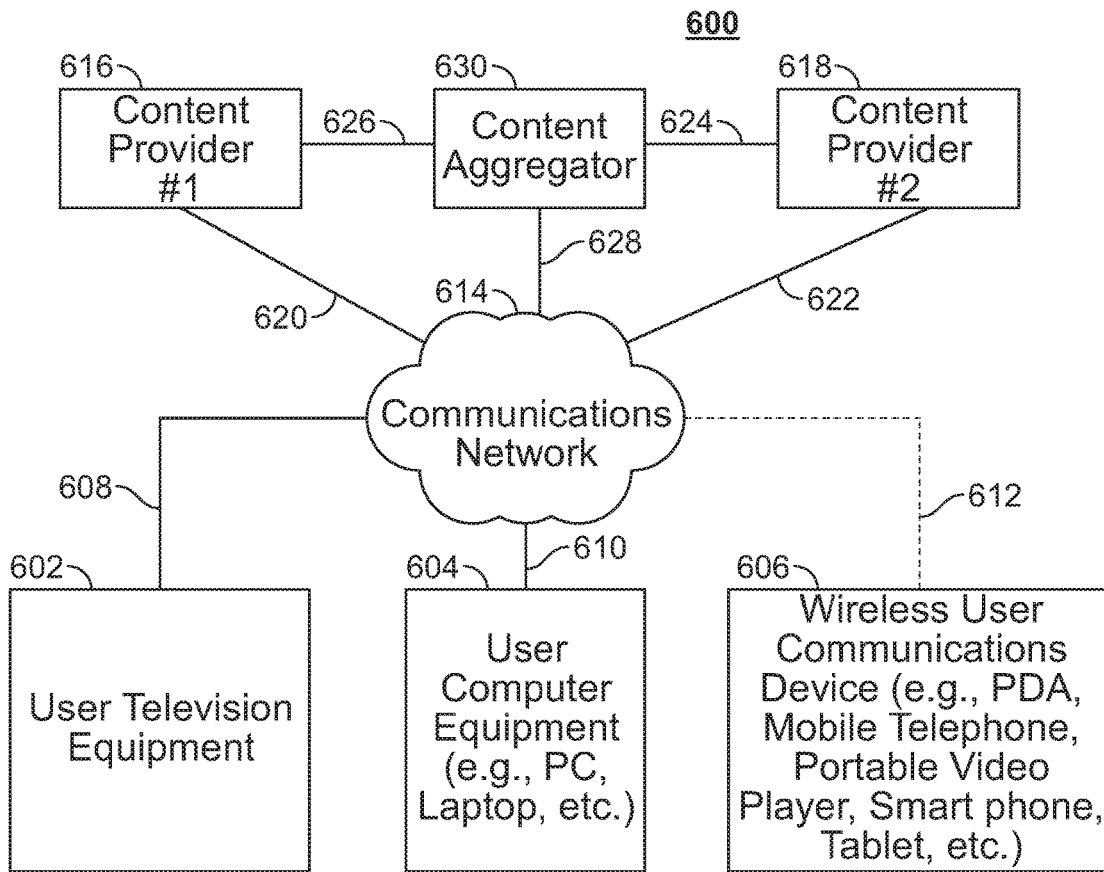 600
616
630
618
Content
Provider
#1
626
Content
Aggregator
624
Content
Provider
#2
628
614
620
622
Communications
Network
608
612
610
602
604
606
User Television
Equipment
User
Computer
Equipment
(e.g., PC,
Laptop, etc.)
Wireless User
Communications
Device (e.g., PDA,
Mobile Telephone,
Portable Video
Player, Smart phone,
Tablet, etc.)